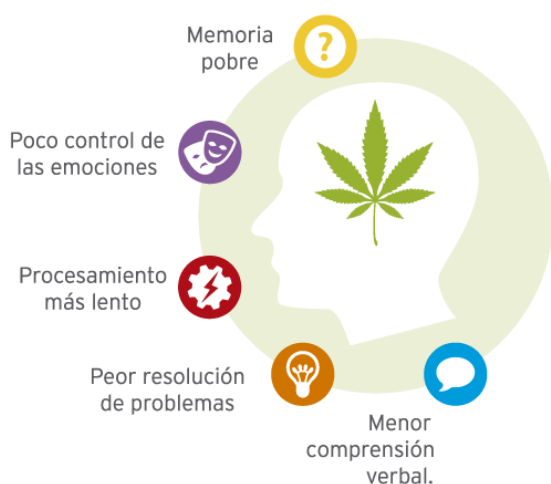 Memoria
pobre
?
Poco control de
las emociones
Procesamiento
más lento
Peor resolución
de problemas
Menor
comprensión
verbal.